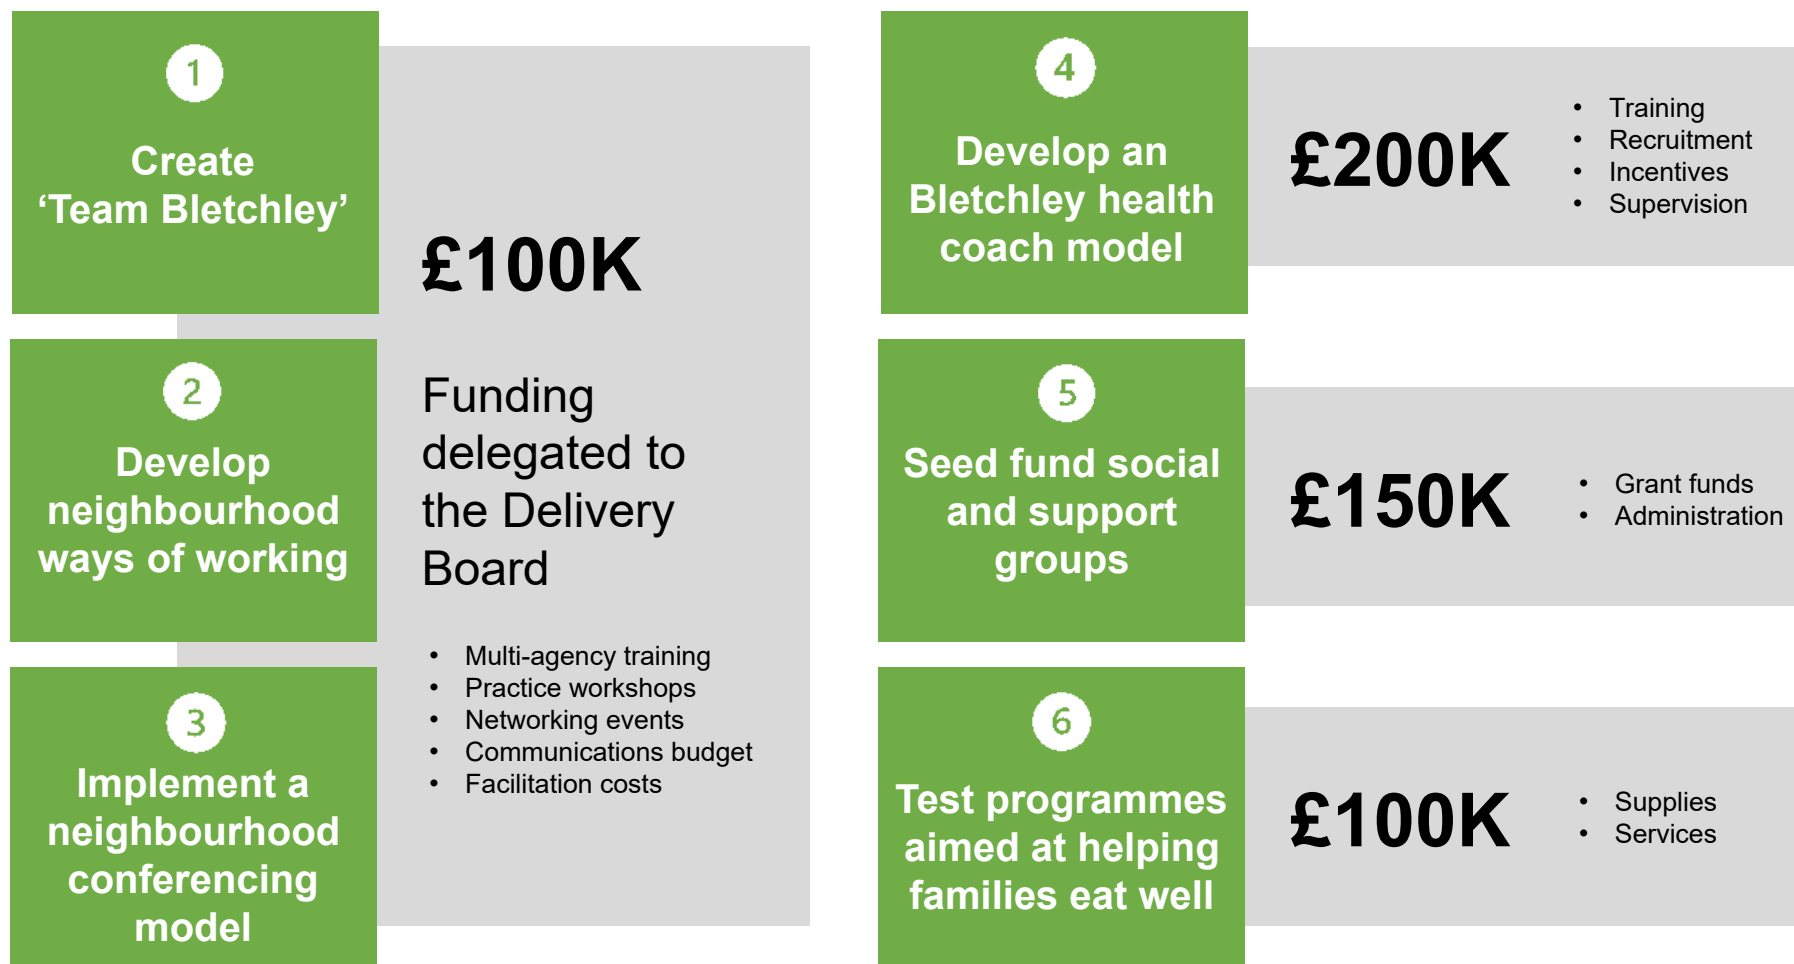 1
Create
‘Team Bletchley’
2
Develop
neighbourhood
ways of working
3
Implement a
neighbourhood
conferencing
model
£100K
Funding
delegated to
the Delivery
Board
• Multi-agency training
• Practice workshops
• Networking events
• Communications budget
• Facilitation costs
4
Develop an
Bletchley health
coach model
£200K
• Training
• Recruitment
• Incentives
• Supervision
5
Seed fund social
and support
groups
£150K
• Grant funds
• Administration
6
Test programmes
aimed at helping
families eat well
£100K
• Supplies
• Services